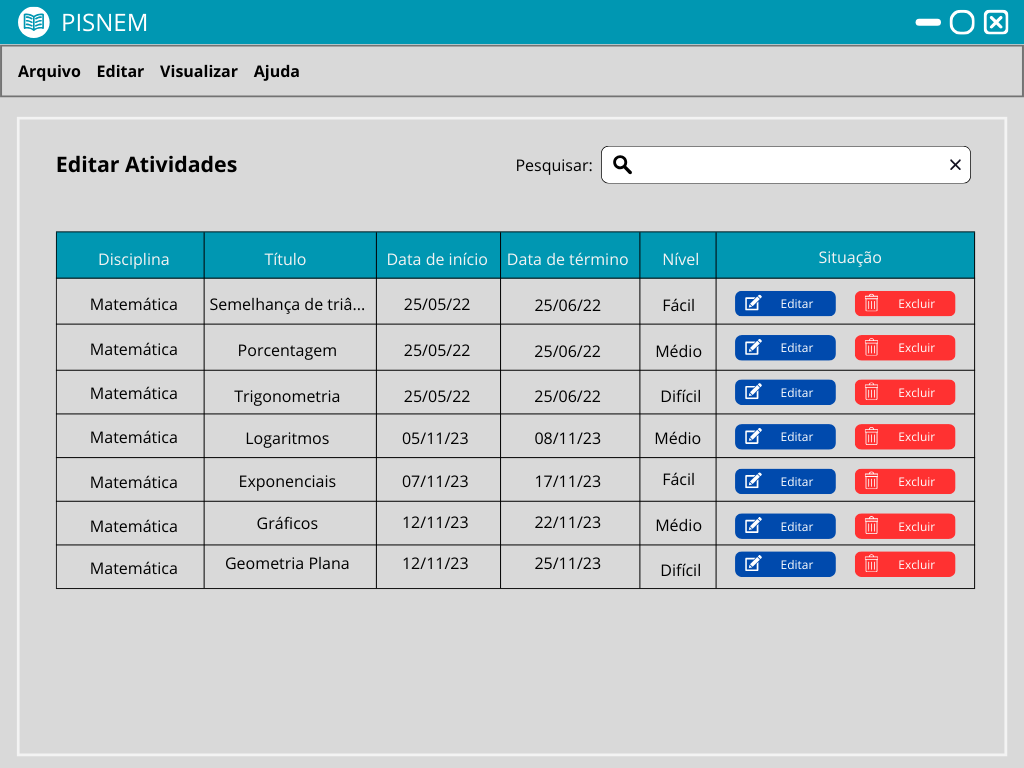 PISNEM
Arquivo Editar Visualizar Ajuda
Editar Atividades Pesquisar:
Disciplina Título Data de início Data de término Nível Situação
Matemática Semelhança de triâ... 25/05/22 25/06/22 Fácil Editar Excluir
Matemática Porcentagem 25/05/22 25/06/22 Médio Editar Excluir
Matemática Trigonometria 25/05/22 25/06/22 Difícil Editar Excluir
Matemática Logaritmos 05/11/23 08/11/23 Médio Editar Excluir
Matemática Exponenciais 07/11/23 17/11/23 Fácil Editar Excluir
Matemática Gráficos 12/11/23 22/11/23 Médio Editar Excluir
Matemática Geometria Plana 12/11/23 25/11/23 Difícil Editar Excluir